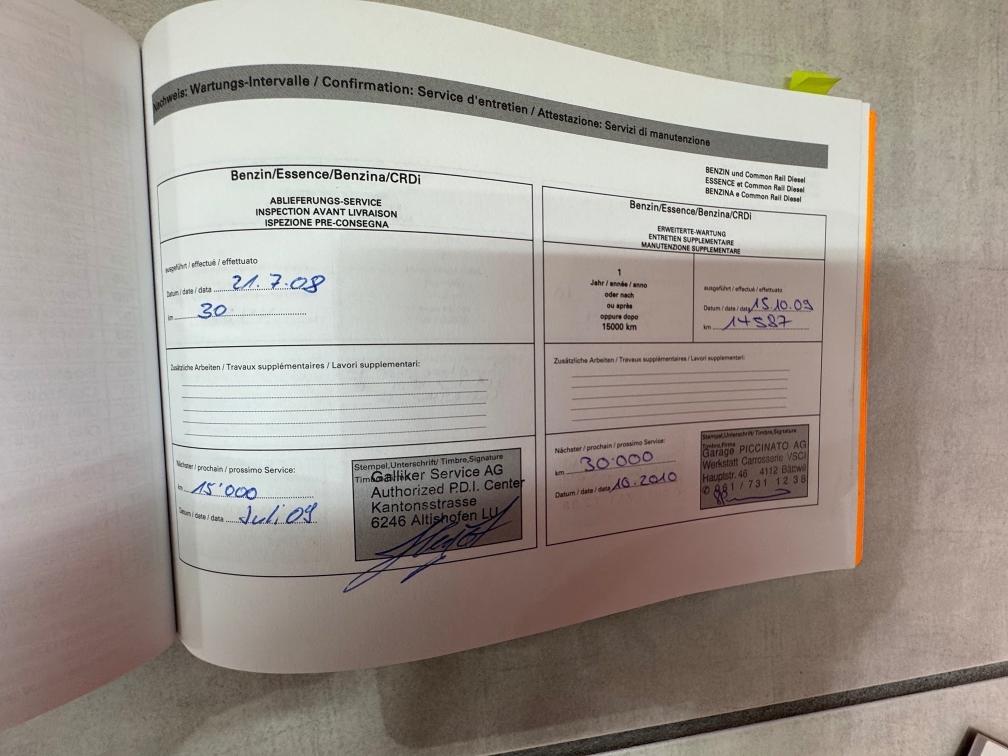 Nachweis: Wartungs-Intervalle / Confirmation: Service d'entretien / Attestazione: Servizi di manutenzione
BENZIN und Common Rail Diesel
ESSENCE et Common Rail Diesel
BENZINA e Common Rail Diesel
Benzin/Essence/Benzina/CRDi
ABLIEFERUNGS-SERVICE
INSPECTION AVANT LIVRAISON
ISPEZIONE PRE-CONSEGNA
ausgeführt / effectué / effettuato
Datum / date / data 21.7.08
km 30
Zusätzliche Arbeiten / Travaux supplémentaires / Lavori supplementari:
Nächster / prochain / prossimo Service:
km 15'000
Datum / date / data Juli 09
Stempel, Unterschrift/ Timbre, Signature
Galliker Service AG
Authorized P.D.I. Center
Kantonsstrasse
6246 Altishofen LU
Benzin/Essence/Benzina/CRDi
ERWEITERTE-WARTUNG
ENTRETIEN SUPPLEMENTAIRE
MANUTENZIONE SUPPLEMENTARE
1
Jahr / année / anno
oder nach
ou après
oppure dopo
15000 km
ausgeführt / effectué / effettuato
Datum / date / data 15.10.09
km 14587
Zusätzliche Arbeiten / Travaux supplémentaires / Lavori supplementari:
Nächster / prochain / prossimo Service:
km 30'000
Datum / date / data 10.2010
Stempel, Unterschrift/ Timbre, Signature
Garage PICCINATO AG
Werkstatt Carrosserie VSCI
Hauptstr. 46 4112 Bättwil
061 / 731 12 38